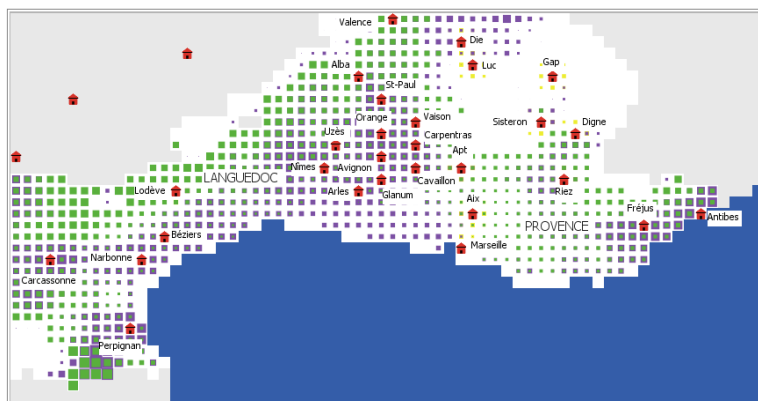 Valence
Die
Alba
Luc
Gap
St-Paul
Orange
Vaison
Sisteron
Digne
Uzès
Carpentras
Apt
Nîmes
Avignon
LANGUEDOC
Cavaillon
Lodève
Arles
Glanum
Riez
Aix
Fréjus
Antibes
PROVENCE
Béziers
Marseille
Narbonne
Carcassonne
Perpignan